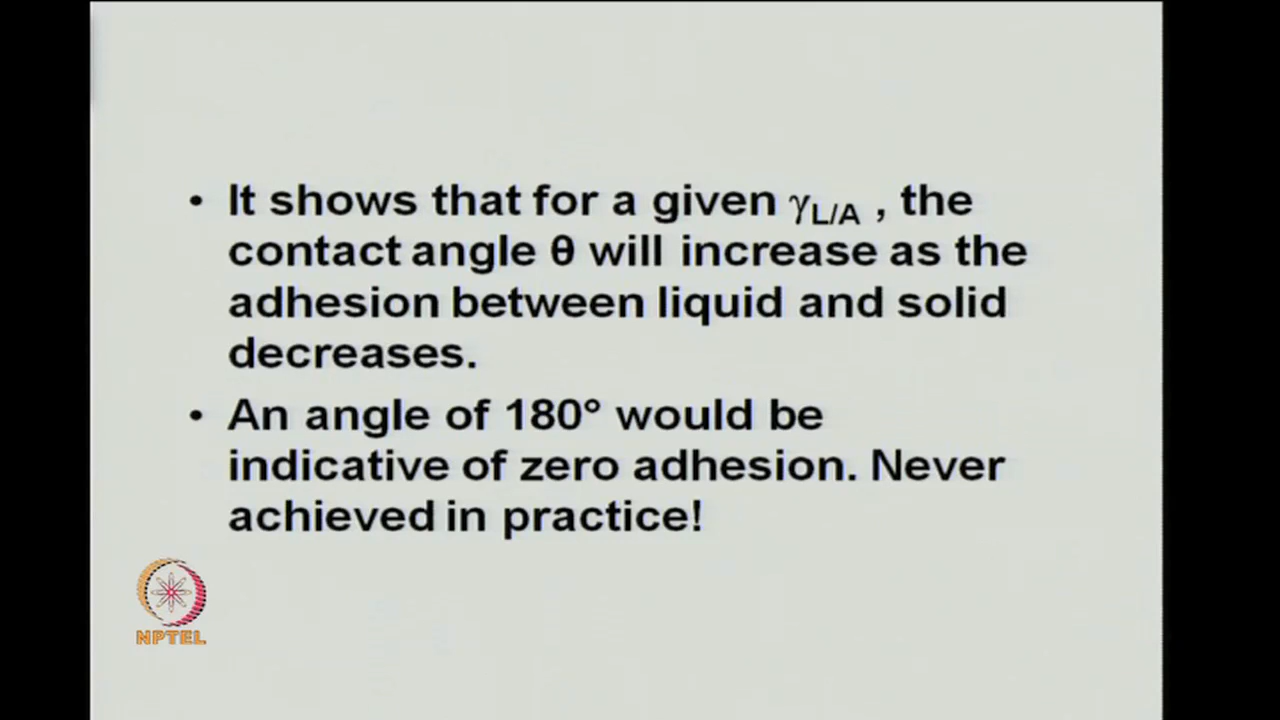 • It shows that for a given γL/A , the
contact angle θ will increase as the
adhesion between liquid and solid
decreases.
• An angle of 180° would be
indicative of zero adhesion. Never
achieved in practice!
NPTEL